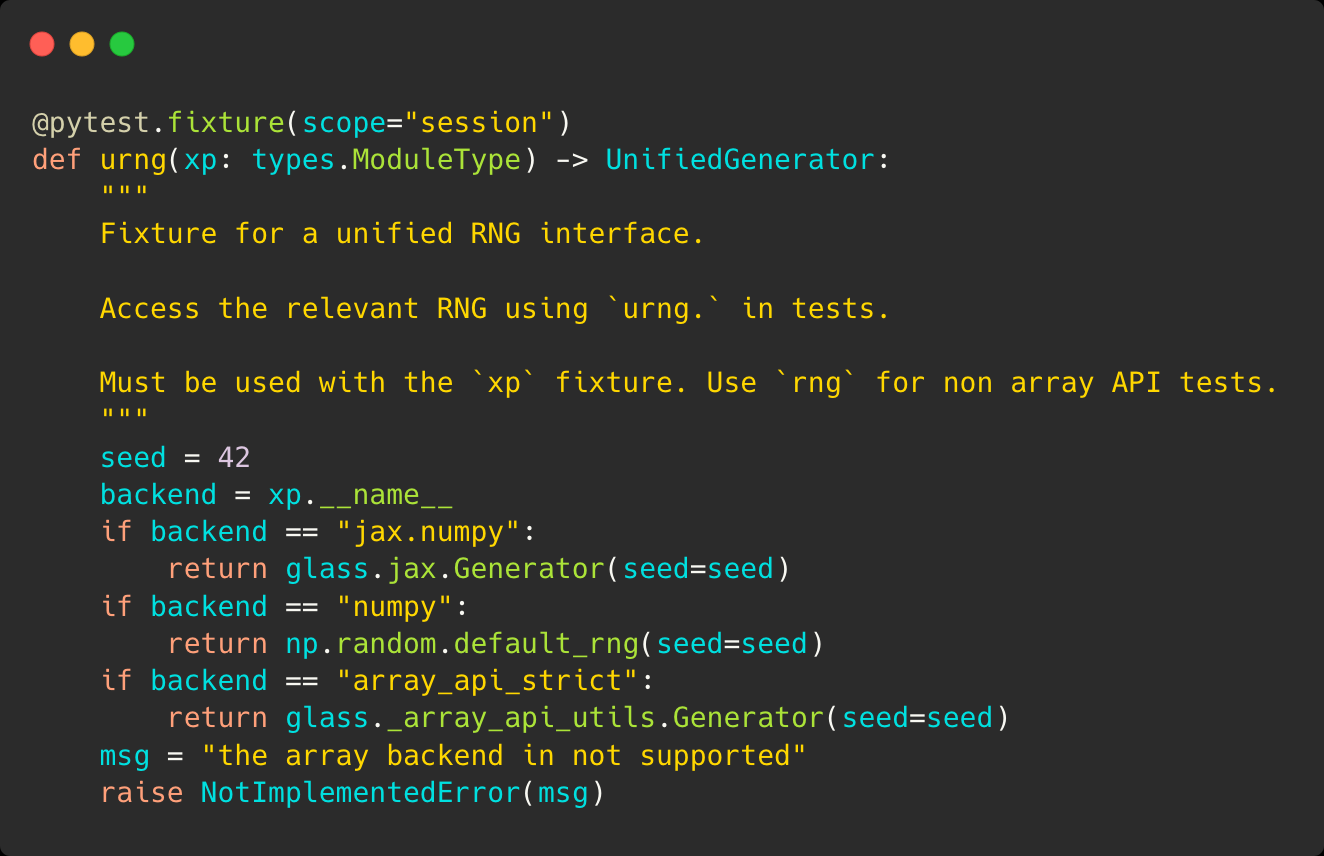 @pytest.fixture(scope="session")
def urng(xp: types.ModuleType) -> UnifiedGenerator:
    """
    Fixture for a unified RNG interface.

    Access the relevant RNG using `urng.` in tests.

    Must be used with the `xp` fixture. Use `rng` for non array API tests.
    """
    seed = 42
    backend = xp.__name__
    if backend == "jax.numpy":
        return glass.jax.Generator(seed=seed)
    if backend == "numpy":
        return np.random.default_rng(seed=seed)
    if backend == "array_api_strict":
        return glass._array_api_utils.Generator(seed=seed)
    msg = "the array backend in not supported"
    raise NotImplementedError(msg)